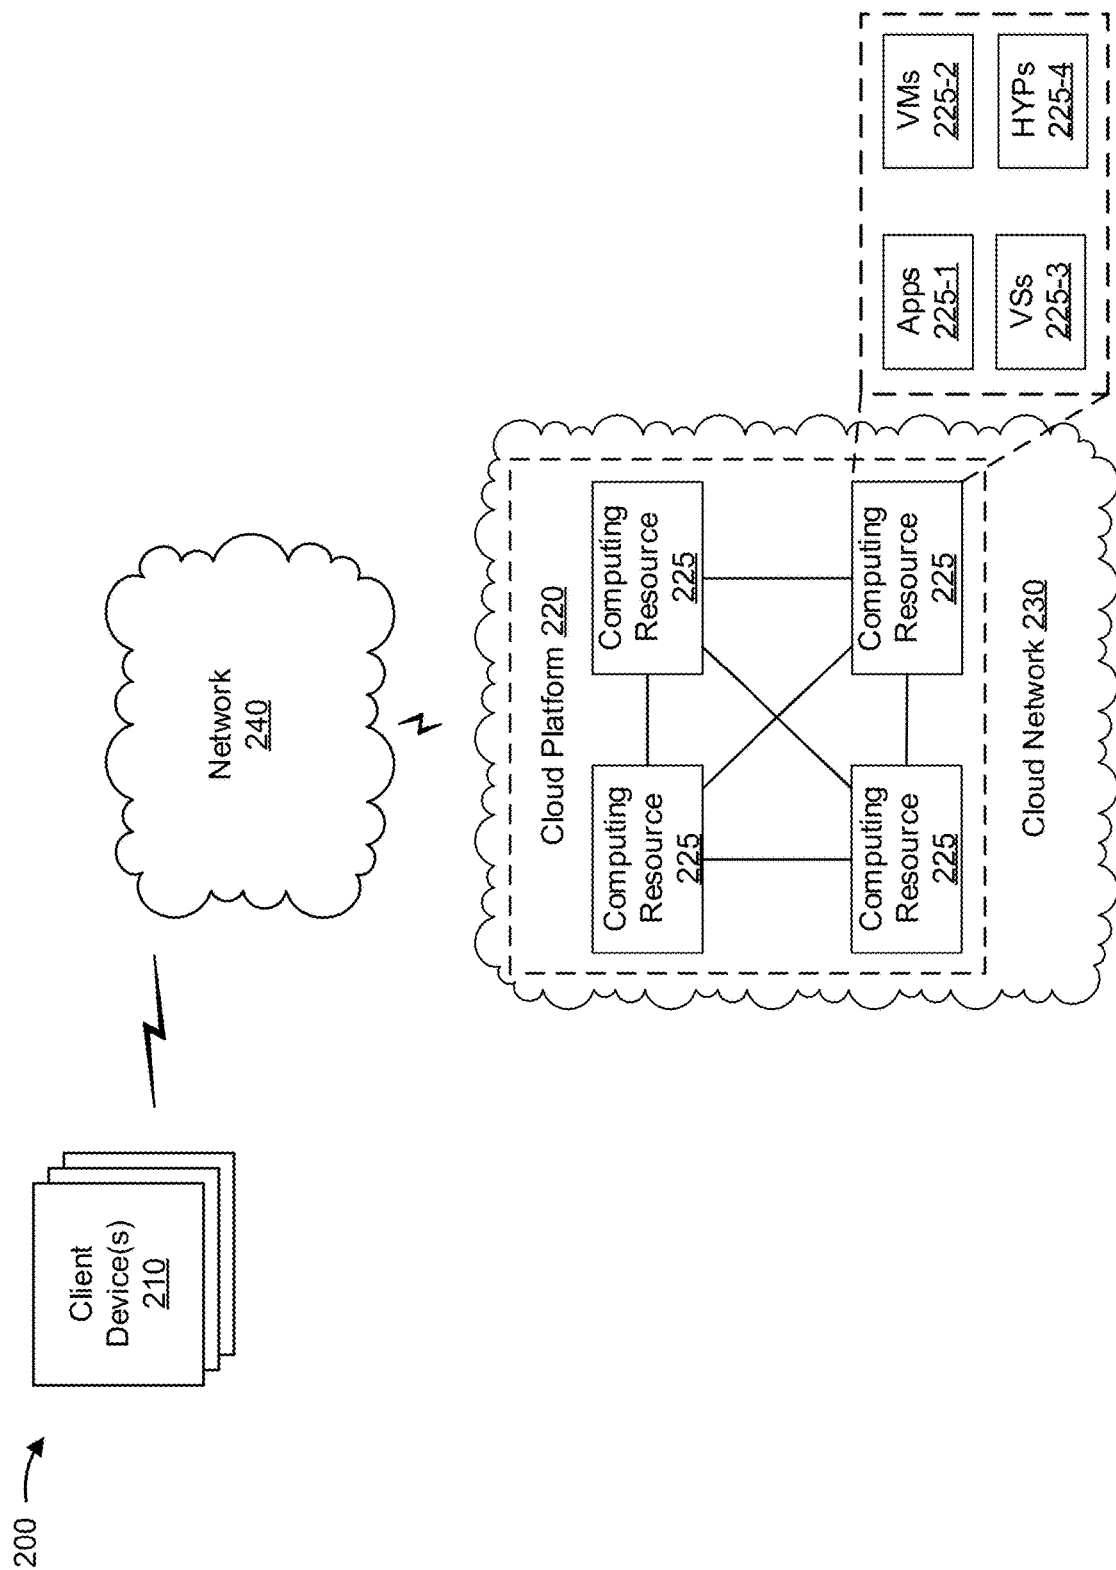 200
Client
Device(s)
210
Network
240
Cloud Platform 220
Computing
Resource
225
Computing
Resource
225
Computing
Resource
225
Computing
Resource
225
Cloud Network 230
Apps
225-1
VMs
225-2
VSs
225-3
HYPs
225-4